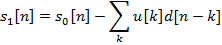 s₁[n] = s₀[n] − ∑ₖ u[k]d[n − k]